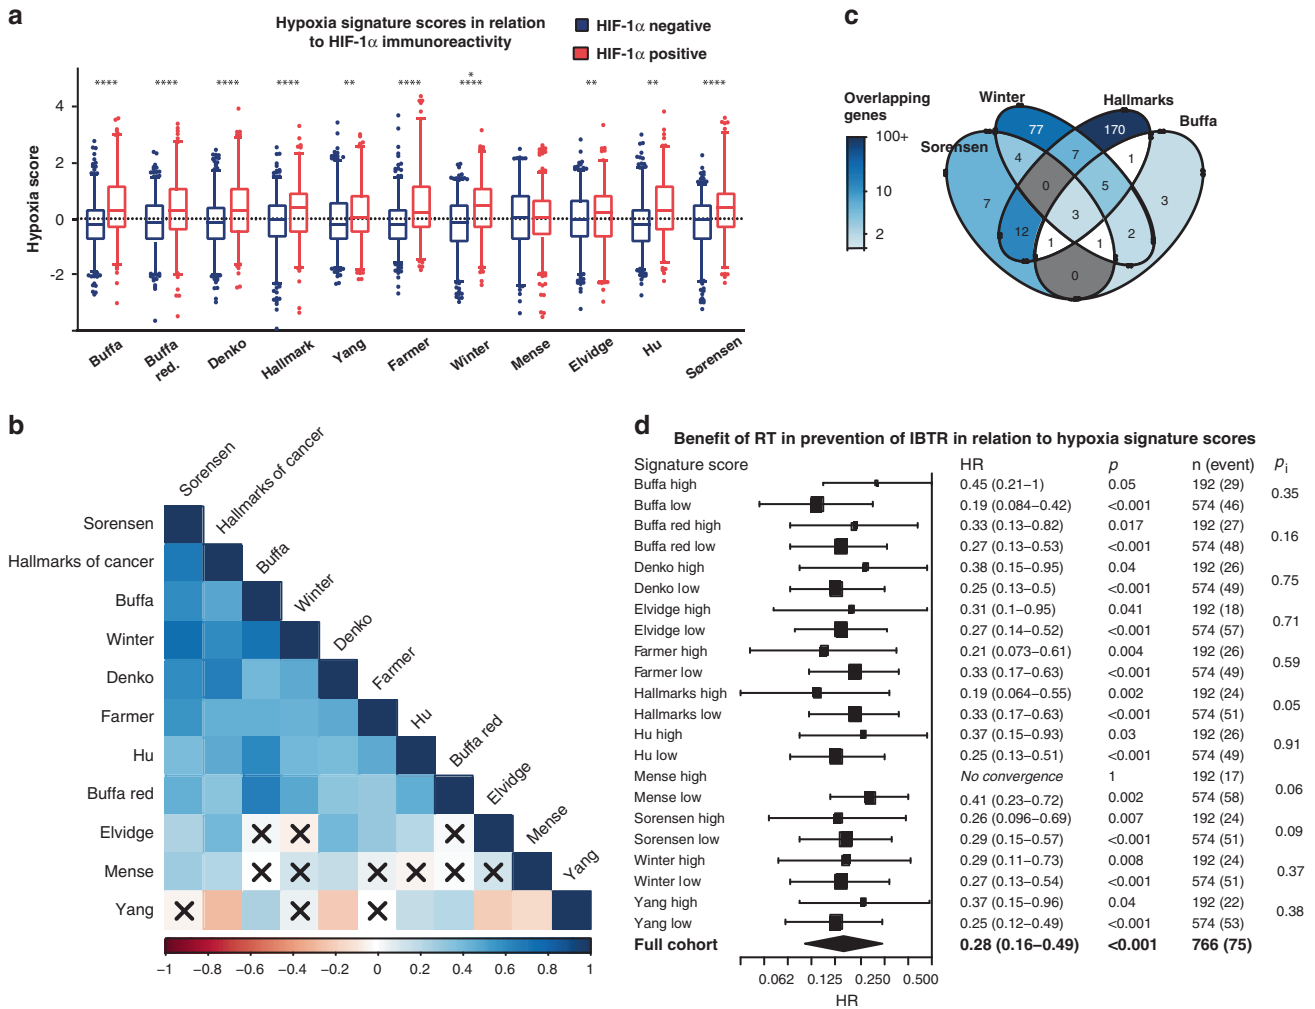 a
Hypoxia signature scores in relation
to HIF-1α immunoreactivity
HIF-1α negative
HIF-1α positive
**** **** **** **** ** **** * **** ** ** ****
Hypoxia score
4
2
0
-2
Buffa
Buffa red.
Denko
Hallmark
Yang
Farmer
Winter
Mense
Elvidge
Hu
Sørensen
c
Overlapping
genes
100+
10
2
Winter
Hallmarks
Sorensen
Buffa
77
170
4
7
1
7
0
5
3
3
12
1
1
2
0
b
Sorensen
Hallmarks of cancer
Buffa
Winter
Denko
Farmer
Hu
Buffa red
Elvidge
Mense
Yang
Sorensen
Hallmarks of cancer
Buffa
Winter
Denko
Farmer
Hu
Buffa red
Elvidge
Mense
Yang
−1 −0.8 −0.6 −0.4 −0.2 0 0.2 0.4 0.6 0.8 1
d
Benefit of RT in prevention of IBTR in relation to hypoxia signature scores
Signature score HR p n (event) pi
Buffa high 0.45 (0.21–1) 0.05 192 (29)
0.35
Buffa low 0.19 (0.084–0.42) <0.001 574 (46)
Buffa red high 0.33 (0.13–0.82) 0.017 192 (27)
0.16
Buffa red low 0.27 (0.13–0.53) <0.001 574 (48)
Denko high 0.38 (0.15–0.95) 0.04 192 (26)
0.75
Denko low 0.25 (0.13–0.5) <0.001 574 (49)
Elvidge high 0.31 (0.1–0.95) 0.041 192 (18)
0.71
Elvidge low 0.27 (0.14–0.52) <0.001 574 (57)
Farmer high 0.21 (0.073–0.61) 0.004 192 (26)
0.59
Farmer low 0.33 (0.17–0.63) <0.001 574 (49)
Hallmarks high 0.19 (0.064–0.55) 0.002 192 (24)
0.05
Hallmarks low 0.33 (0.17–0.63) <0.001 574 (51)
Hu high 0.37 (0.15–0.93) 0.03 192 (26)
0.91
Hu low 0.25 (0.13–0.51) <0.001 574 (49)
Mense high No convergence 1 192 (17)
0.06
Mense low 0.41 (0.23–0.72) 0.002 574 (58)
Sorensen high 0.26 (0.096–0.69) 0.007 192 (24)
0.09
Sorensen low 0.29 (0.15–0.57) <0.001 574 (51)
Winter high 0.29 (0.11–0.73) 0.008 192 (24)
0.37
Winter low 0.27 (0.13–0.54) <0.001 574 (51)
Yang high 0.37 (0.15–0.96) 0.04 192 (22)
0.38
Yang low 0.25 (0.12–0.49) <0.001 574 (53)
Full cohort 0.28 (0.16–0.49) <0.001 766 (75)
0.062 0.125 0.250 0.500
HR